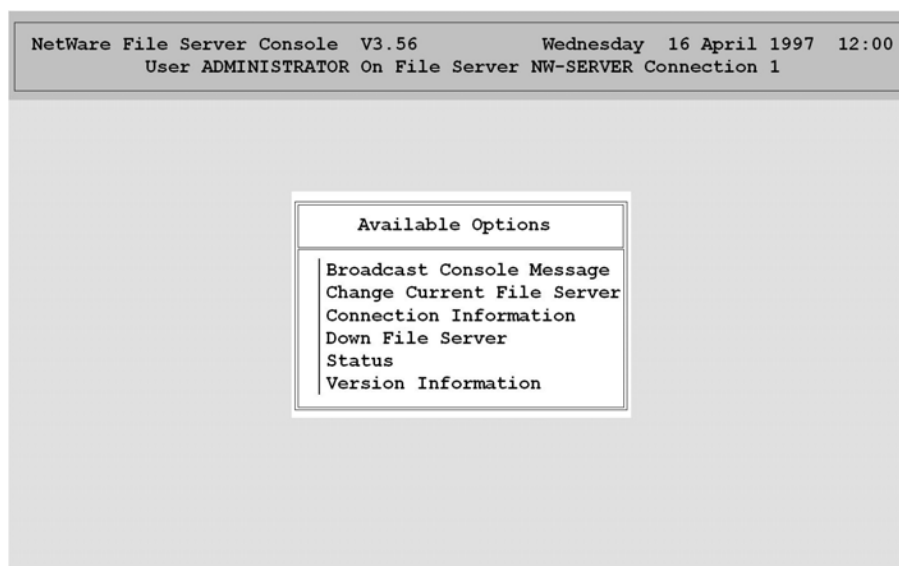 NetWare File Server Console  V3.56           Wednesday  16 April 1997  12:00
User ADMINISTRATOR On File Server NW-SERVER Connection 1
Available Options
Broadcast Console Message
Change Current File Server
Connection Information
Down File Server
Status
Version Information